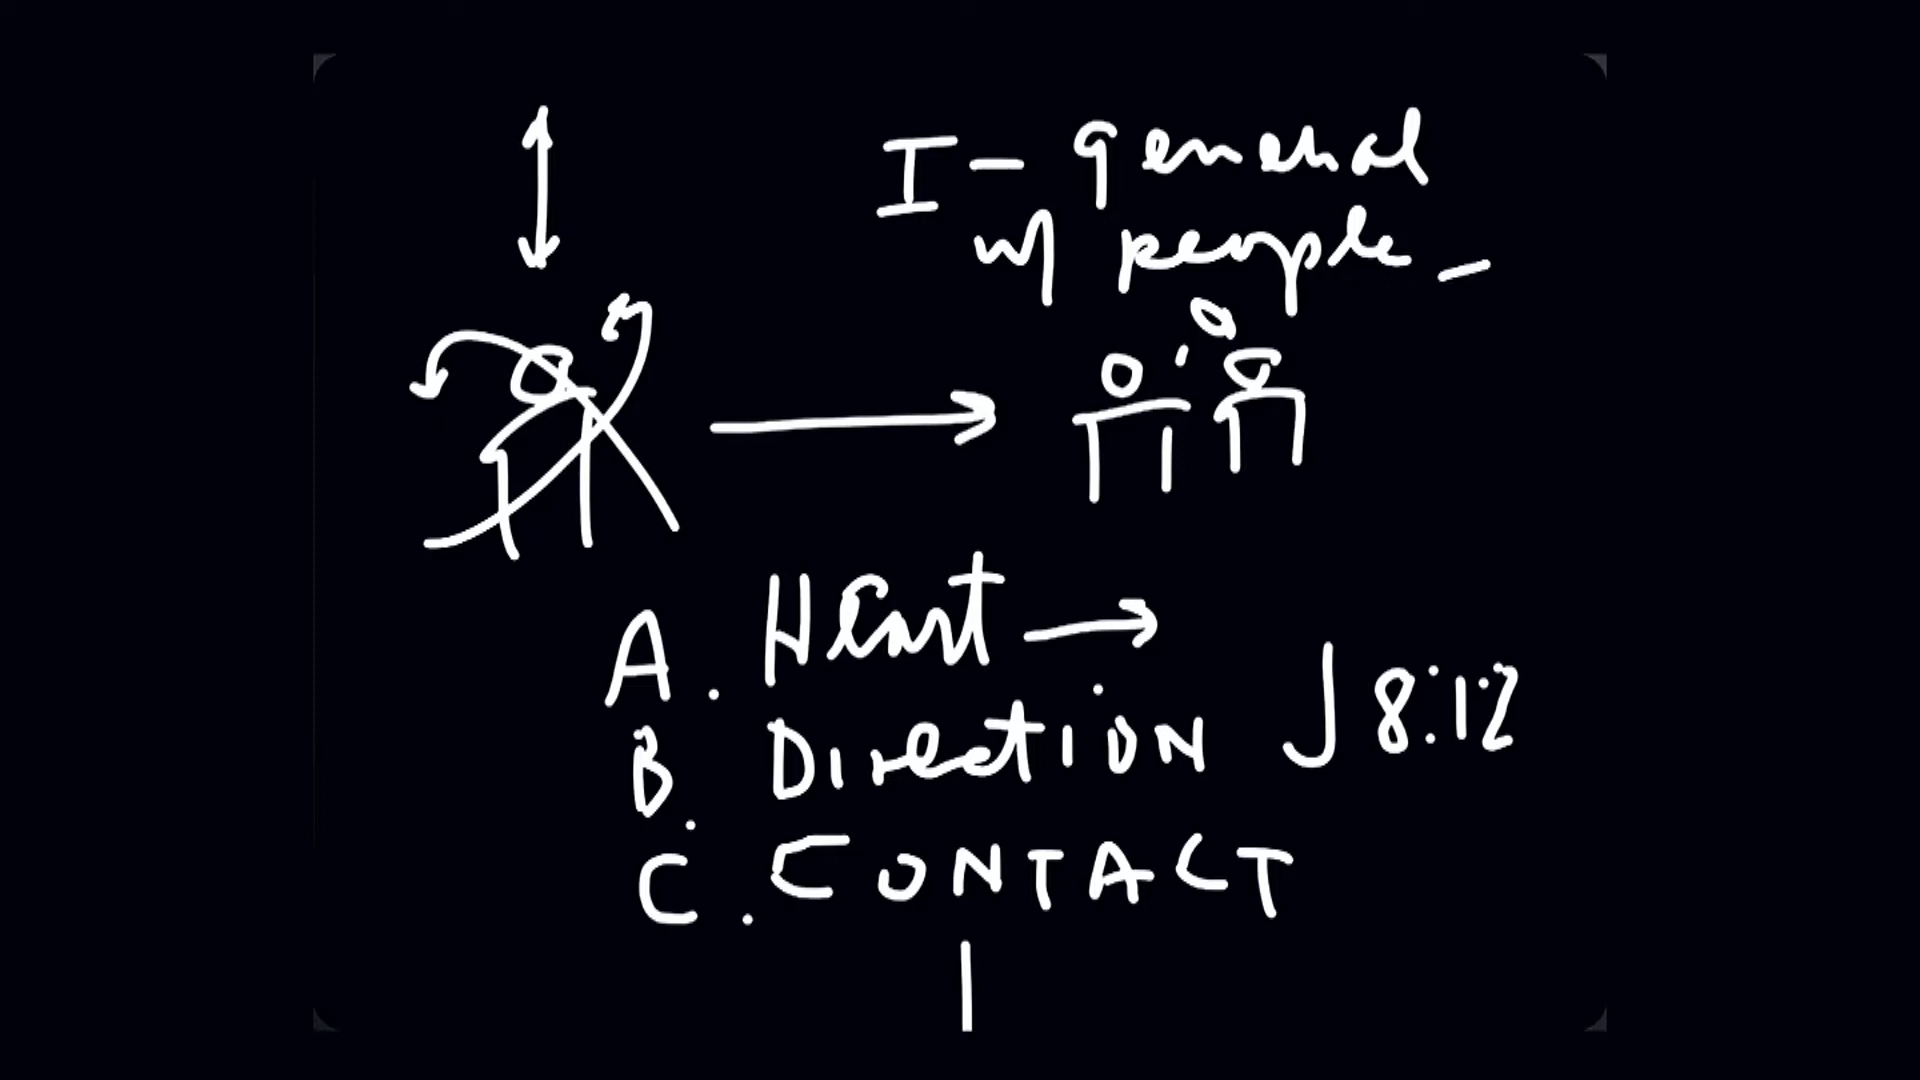 I - general
w/ people -
A. Heart →
B. DIRECTION J 8:12
C. CONTACT